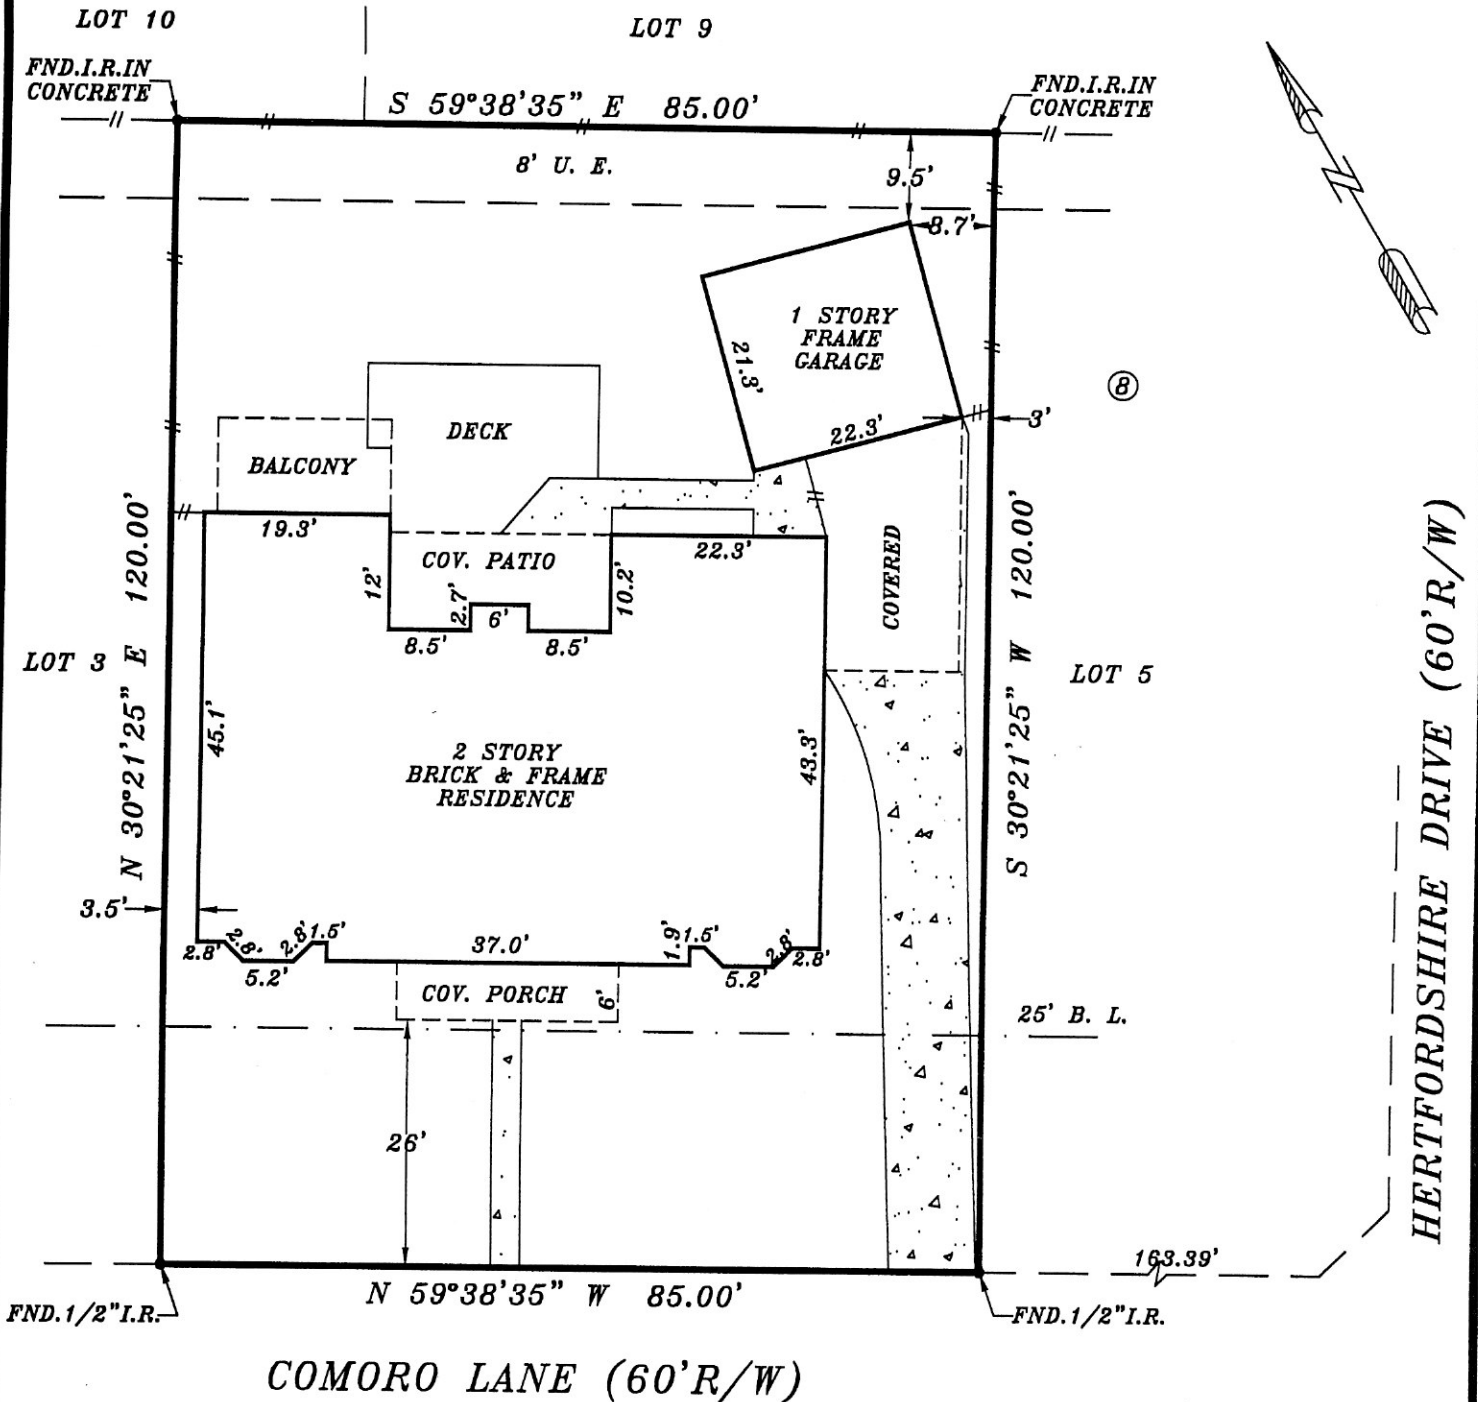 LOT 10
LOT 9
FND.I.R.IN
CONCRETE
FND.I.R.IN
CONCRETE
S 59°38'35" E 85.00'
8' U. E.
9.5'
8.7'
1 STORY
FRAME
GARAGE
21.3'
22.3'
3'
8
DECK
BALCONY
19.3'
COV. PATIO
22.3'
12'
2.7'
6'
10.2'
8.5'
8.5'
COVERED
N 30°21'25" E 120.00'
S 30°21'25" W 120.00'
LOT 3
LOT 5
HERTFORDSHIRE DRIVE (60'R/W)
45.1'
43.3'
2 STORY
BRICK & FRAME
RESIDENCE
3.5'
2.8'
2.8'
5.2'
2.8'
1.5'
37.0'
1.9'
1.5'
5.2'
2.8'
2.8'
COV. PORCH
6'
25' B. L.
26'
163.39'
N 59°38'35" W 85.00'
FND.1/2"I.R.
FND.1/2"I.R.
COMORO LANE (60'R/W)